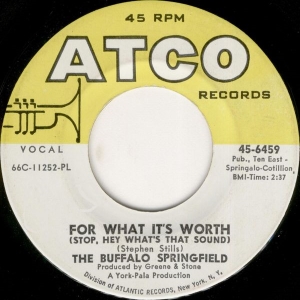 45 RPM
ATCO
RECORDS
VOCAL
66C-11252-PL
45-6459
Pub., Ten East -
Springalo-Cotillion
BMI-Time: 2:37
FOR WHAT IT'S WORTH
(STOP, HEY WHAT'S THAT SOUND)
(Stephen Stills)
THE BUFFALO SPRINGFIELD
Produced by Greene & Stone
A York-Pala Production
Division of ATLANTIC RECORDS, New York, N.Y.